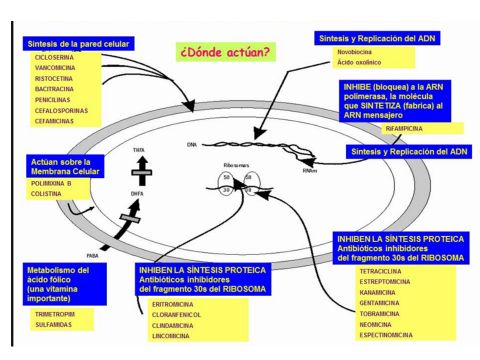 Síntesis de la pared celular
CICLOSERINA
VANCOMICINA
RISTOCETINA
BACITRACINA
PENICILINAS
CEFALOSPORINAS
CEFAMICINAS
¿Dónde actúan?
Síntesis y Replicación del ADN
Novobiocina
Ácido oxolínico
INHIBE (bloquea) a la ARN
polimerasa, la molécula
que SINTETIZA (fabrica) al
ARN mensajero
RIFAMPICINA
Síntesis y Replicación del ADN
DNA
RNAm
Ribosomas
50 50
30 30
THFA
DHFA
PABA
Actúan sobre la
Membrana Celular
POLIMIXINA B
COLISTINA
Metabolismo del
ácido fólico
(una vitamina
importante)
TRIMETROPIM
SULFAMIDAS
INHIBEN LA SÍNTESIS PROTEICA
Antibióticos inhibidores
del fragmento 30s del RIBOSOMA
ERITROMICINA
CLORANFENICOL
CLINDAMICINA
LINCOMICINA
INHIBEN LA SÍNTESIS PROTEICA
Antibióticos inhibidores
del fragmento 30s del RIBOSOMA
TETRACICLINA
ESTREPTOMICINA
KANAMICINA
GENTAMICINA
TOBRAMICINA
NEOMICINA
ESPECTINOMICINA